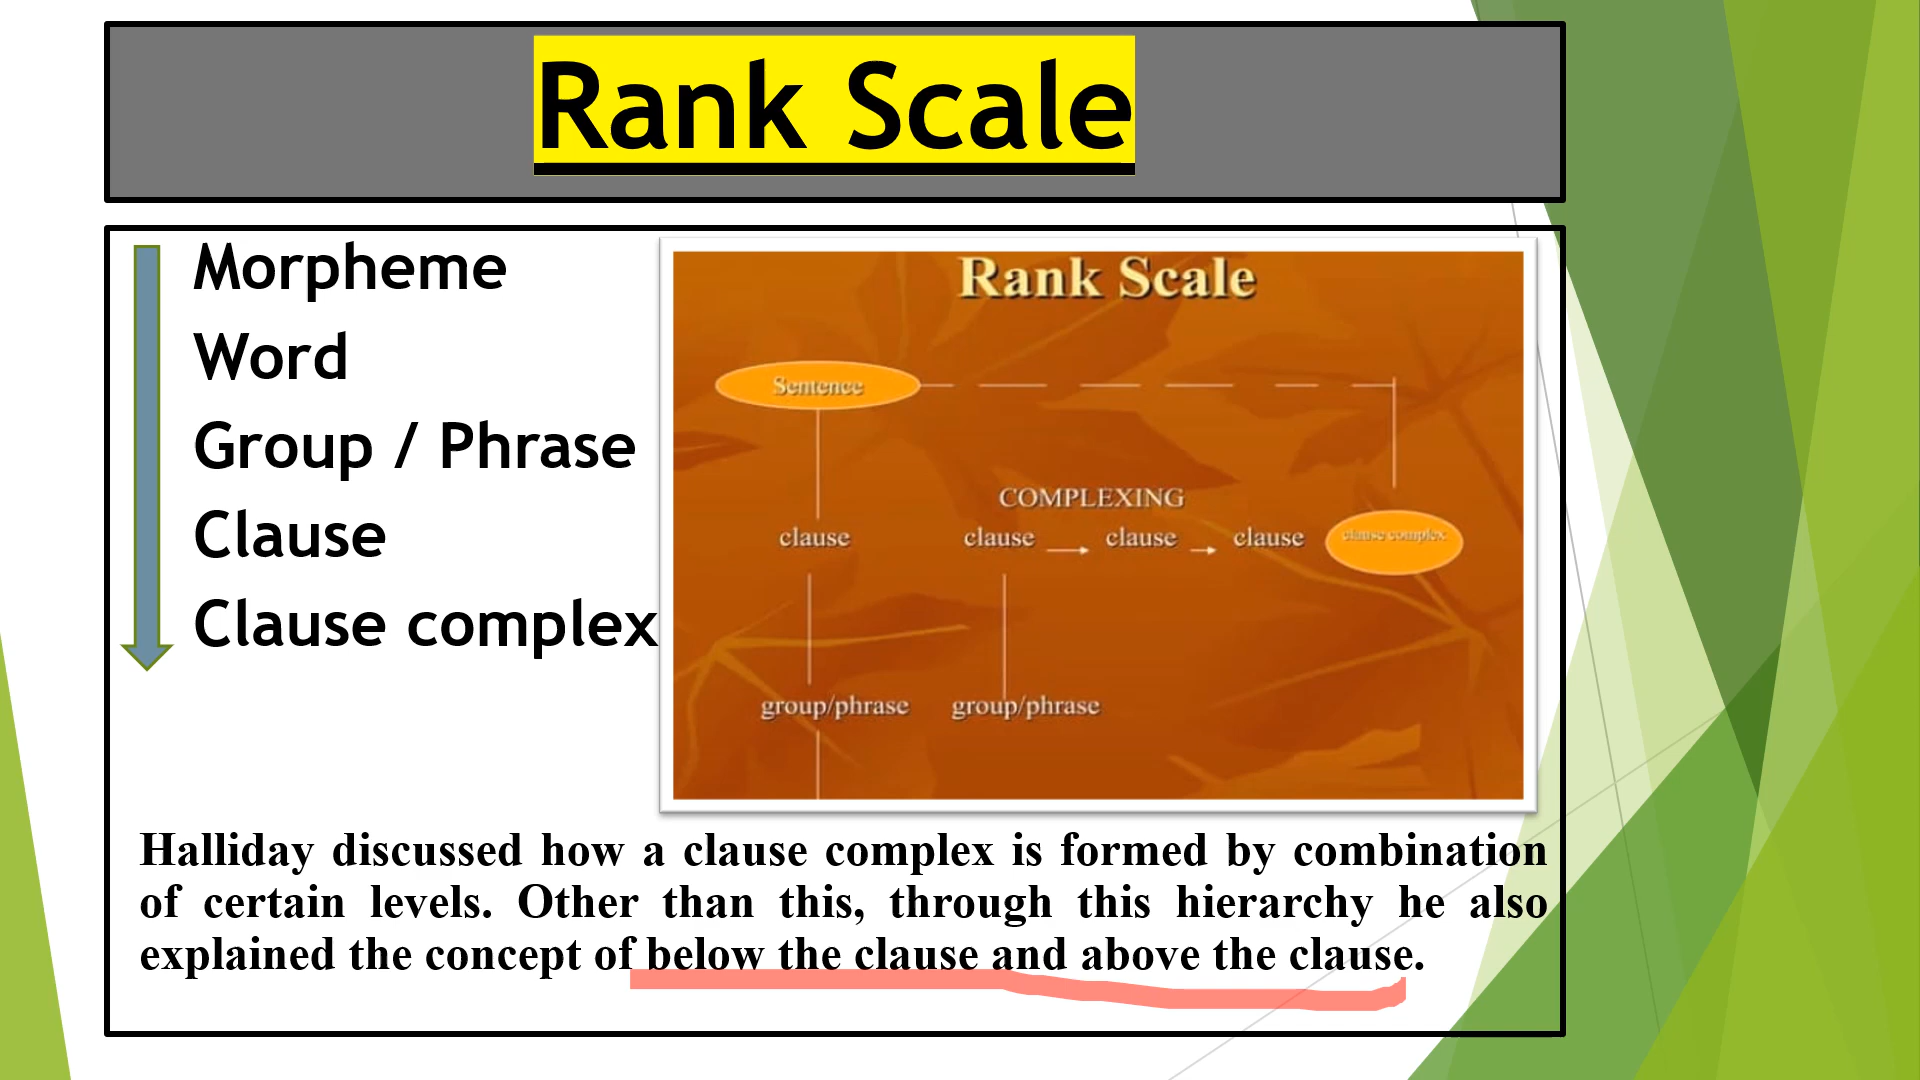 Rank Scale
Morpheme
Word
Group / Phrase
Clause
Clause complex
Rank Scale
Sentence
COMPLEXING
clause clause clause clause clause complex
group/phrase group/phrase
Halliday discussed how a clause complex is formed by combination
of certain levels. Other than this, through this hierarchy he also
explained the concept of below the clause and above the clause.